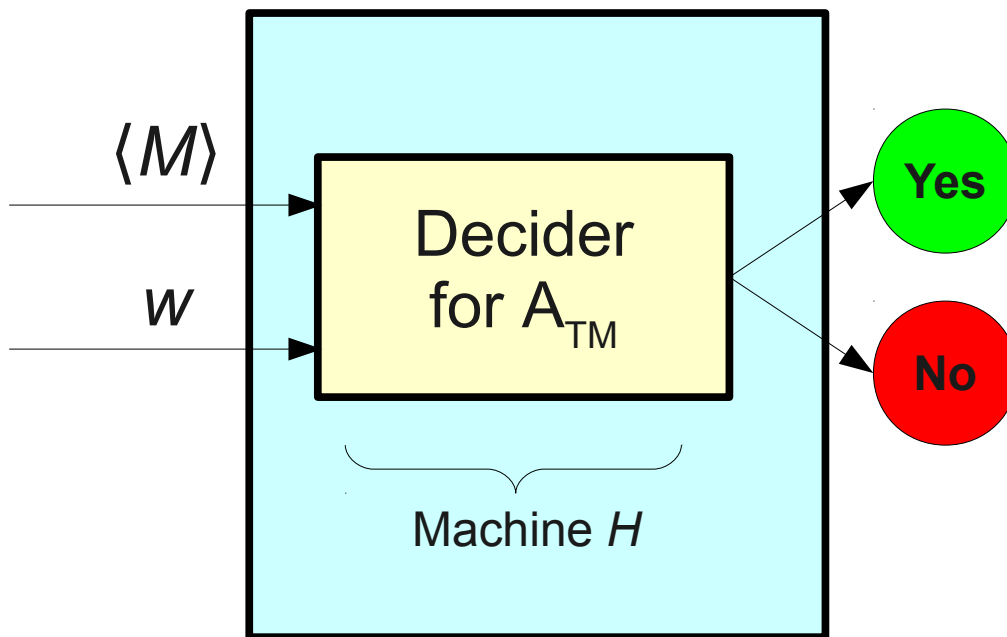 ⟨M⟩
w
Decider
for A_TM
Machine H
Yes
No